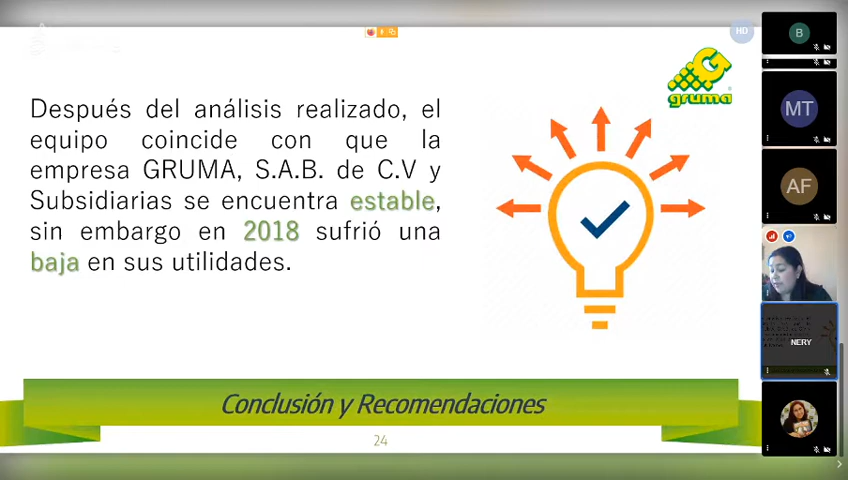 HD
gruma
Después del análisis realizado, el
equipo coincide con que la
empresa GRUMA, S.A.B. de C.V y
Subsidiarias se encuentra estable,
sin embargo en 2018 sufrió una
baja en sus utilidades.
Conclusión y Recomendaciones
24
B
MT
AF
NERY